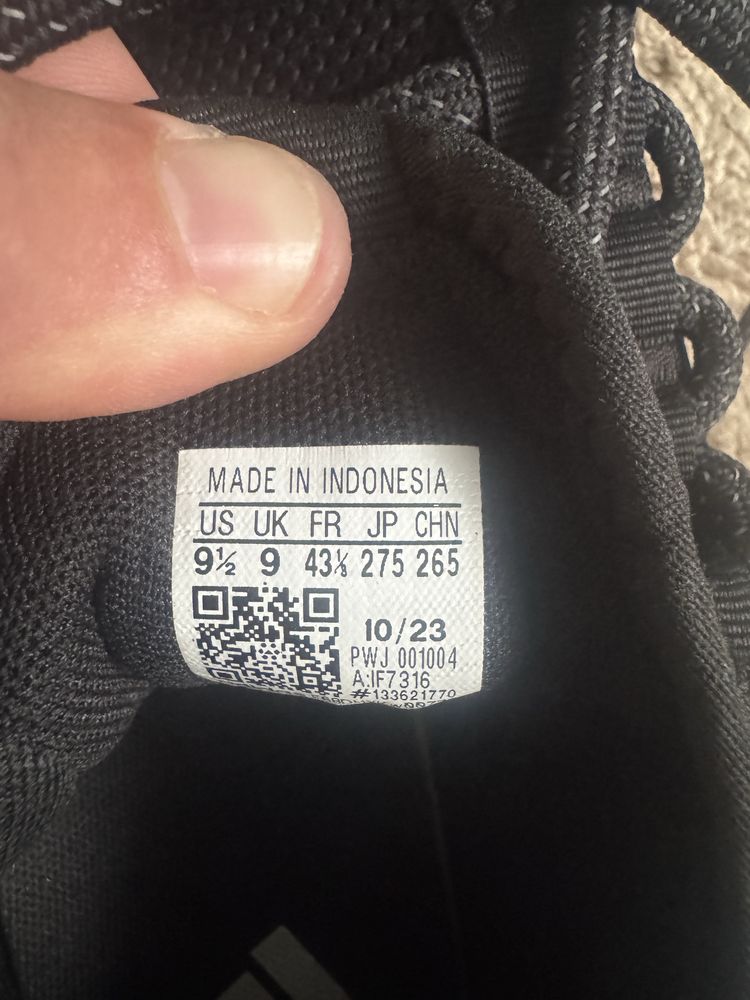 MADE IN INDONESIA
US UK FR JP CHN
9½ 9 43⅓ 275 265
10/23
PWJ 001004
A:IF7316
#133621770